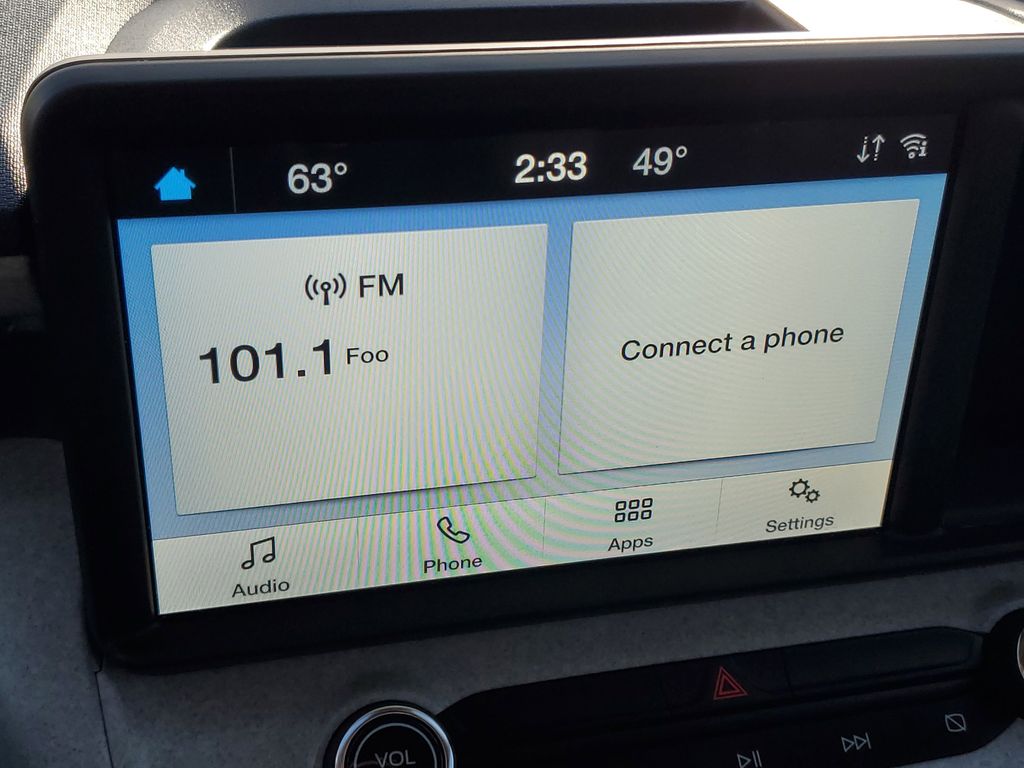 63° 2:33 49°
FM
101.1 Foo
Connect a phone
Audio Phone Apps Settings
VOL